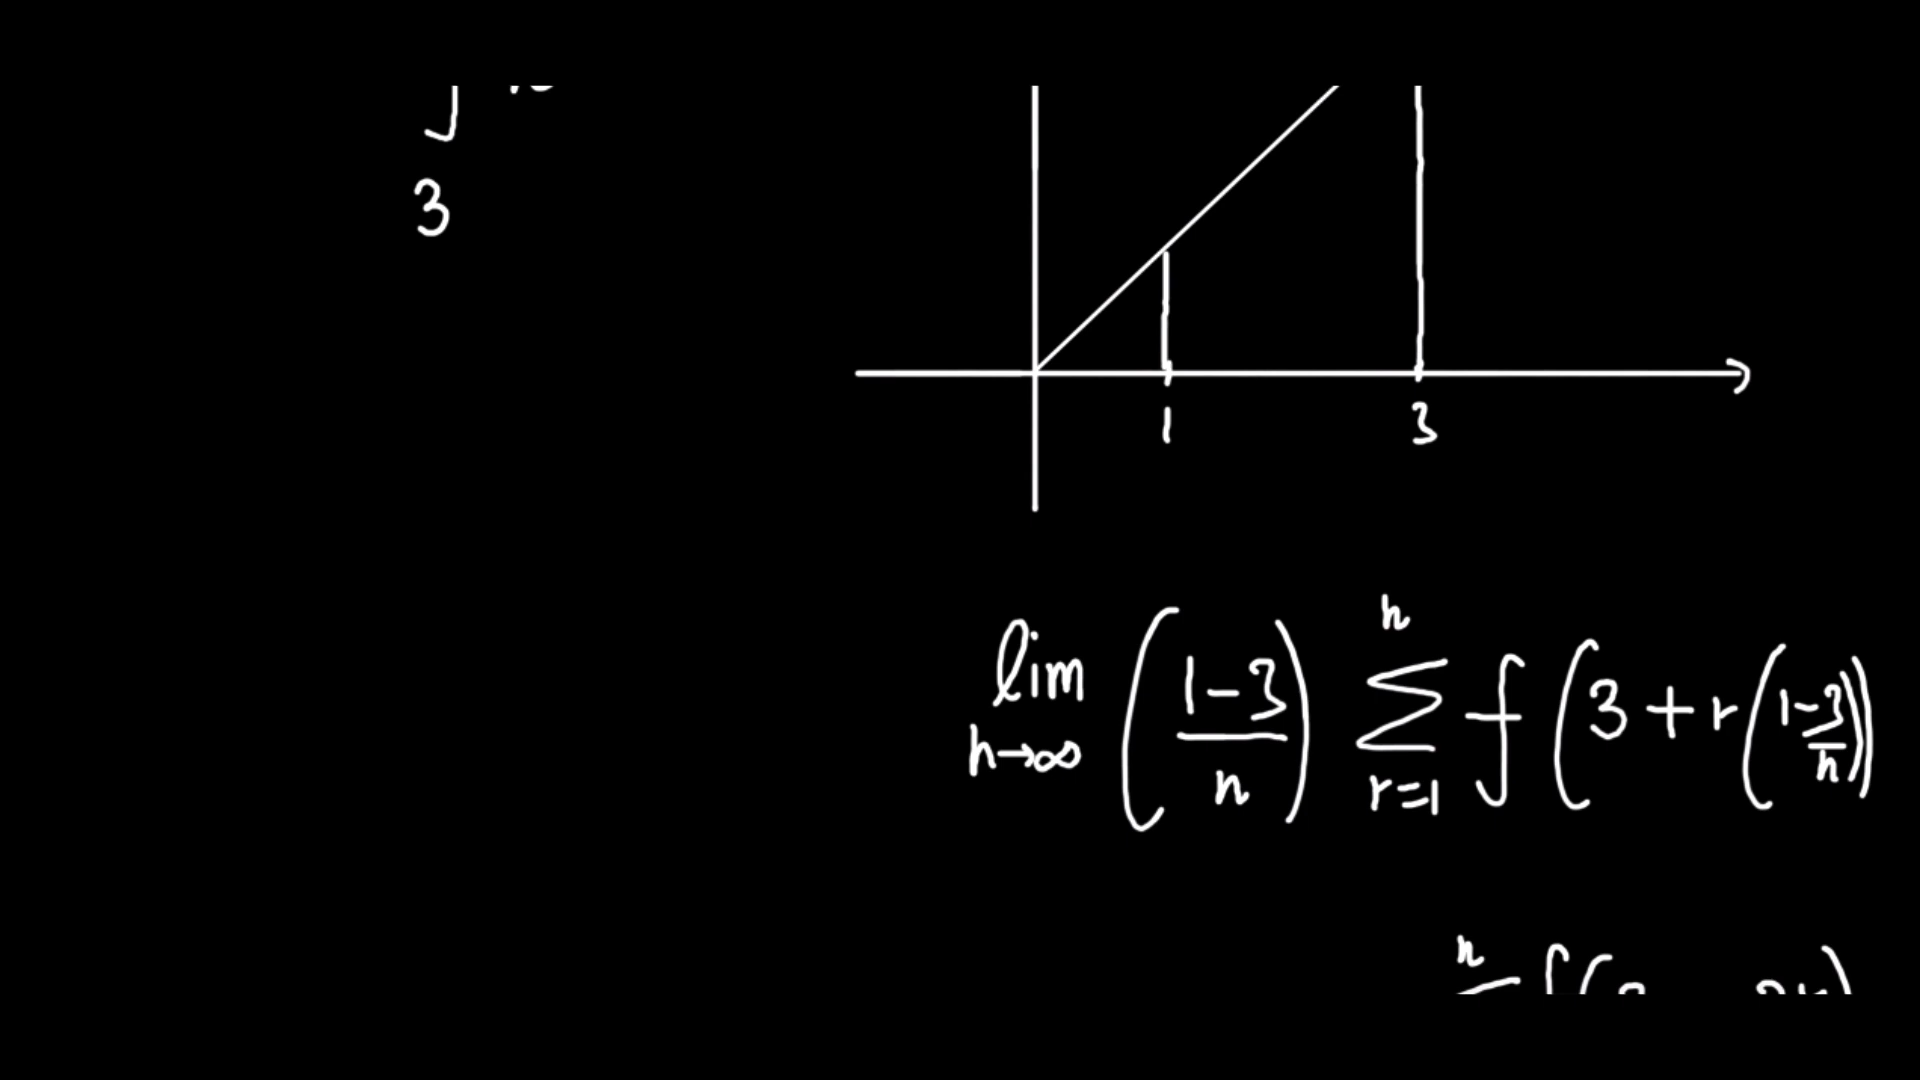 ∫
3
1 3
lim n→∞ ((1-3)/n) Σ_{r=1}^{n} f(3 + r((1-3)/n))
n